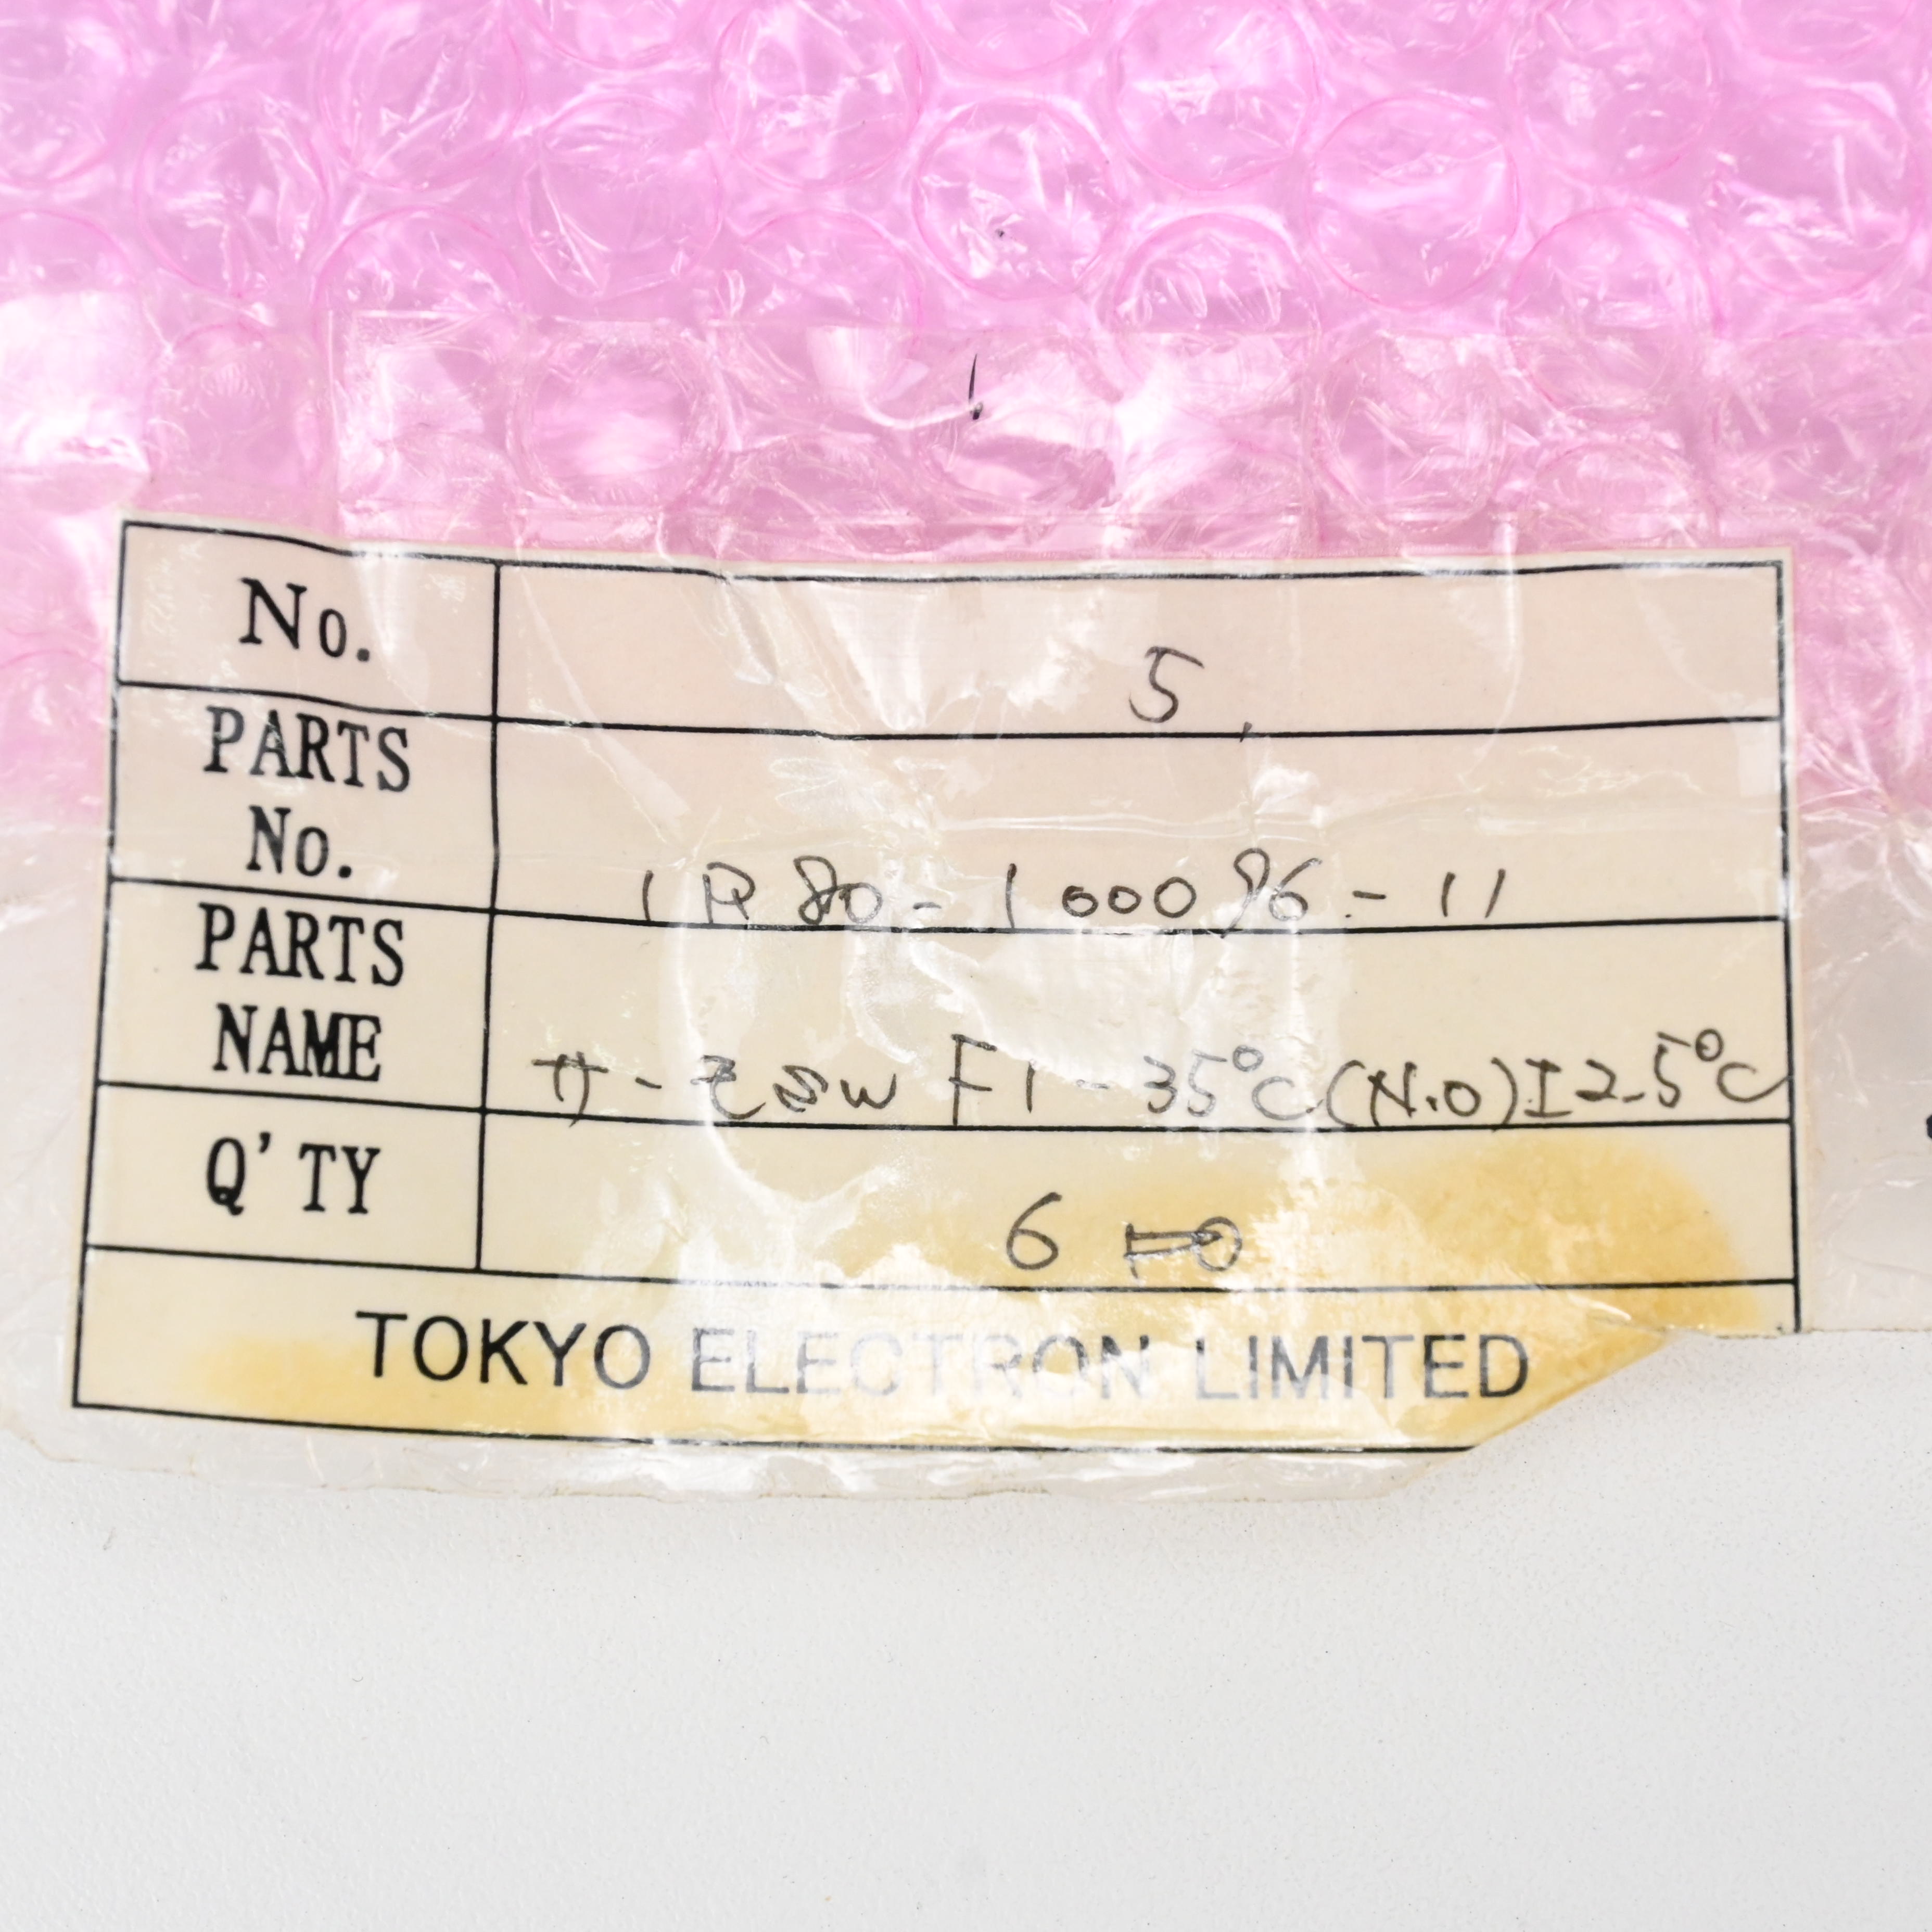 No. 5
PARTS No. 1R80-100096-11
PARTS NAME サーモSW F1-35°C(N.O)I2.5°C
Q'TY 6 コ
TOKYO ELECTRON LIMITED